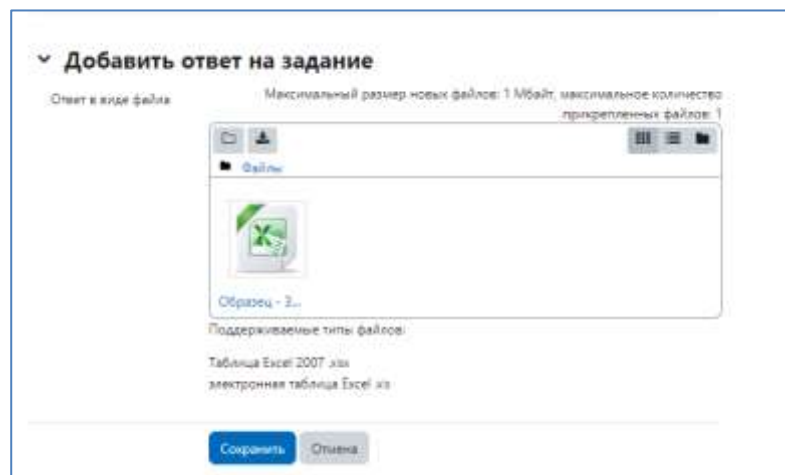 Добавить ответ на задание
Ответ в виде файла
Максимальный размер новых файлов: 1 Мбайт, максимальное количество
прикрепленных файлов: 1
Файлы
Образец - З...
Поддерживаемые типы файлов:
Таблица Excel 2007 .xlsx
электронная таблица Excel .xls
Сохранить Отмена